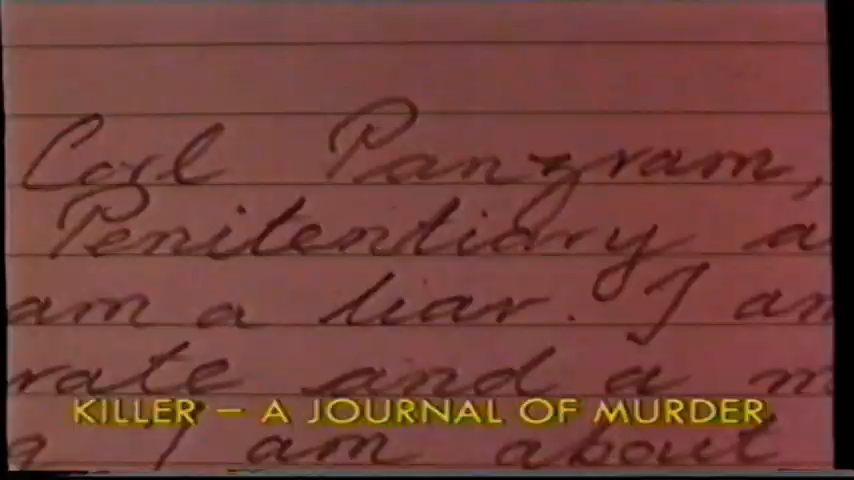 Carl Panzram,
Penitentiary a
am a liar. I am
rate and a m
KILLER – A JOURNAL OF MURDER
g I am about